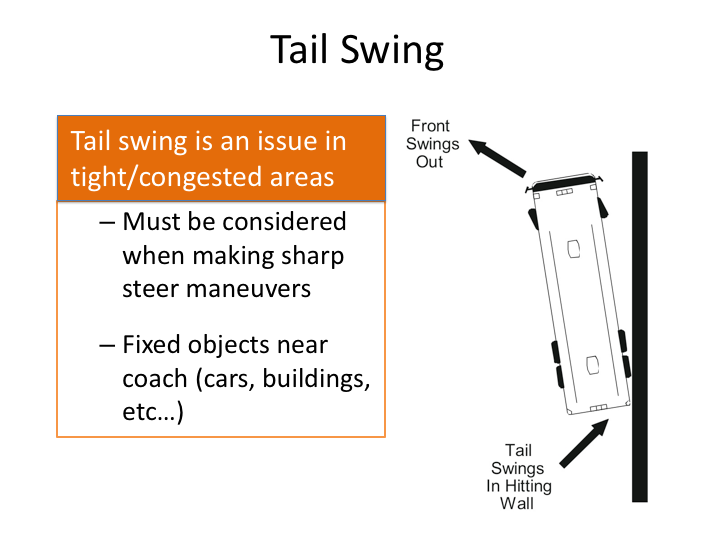 Tail Swing
Tail swing is an issue in
tight/congested areas
– Must be considered
when making sharp
steer maneuvers
– Fixed objects near
coach (cars, buildings,
etc…)
Front
Swings
Out
Tail
Swings
In Hitting
Wall